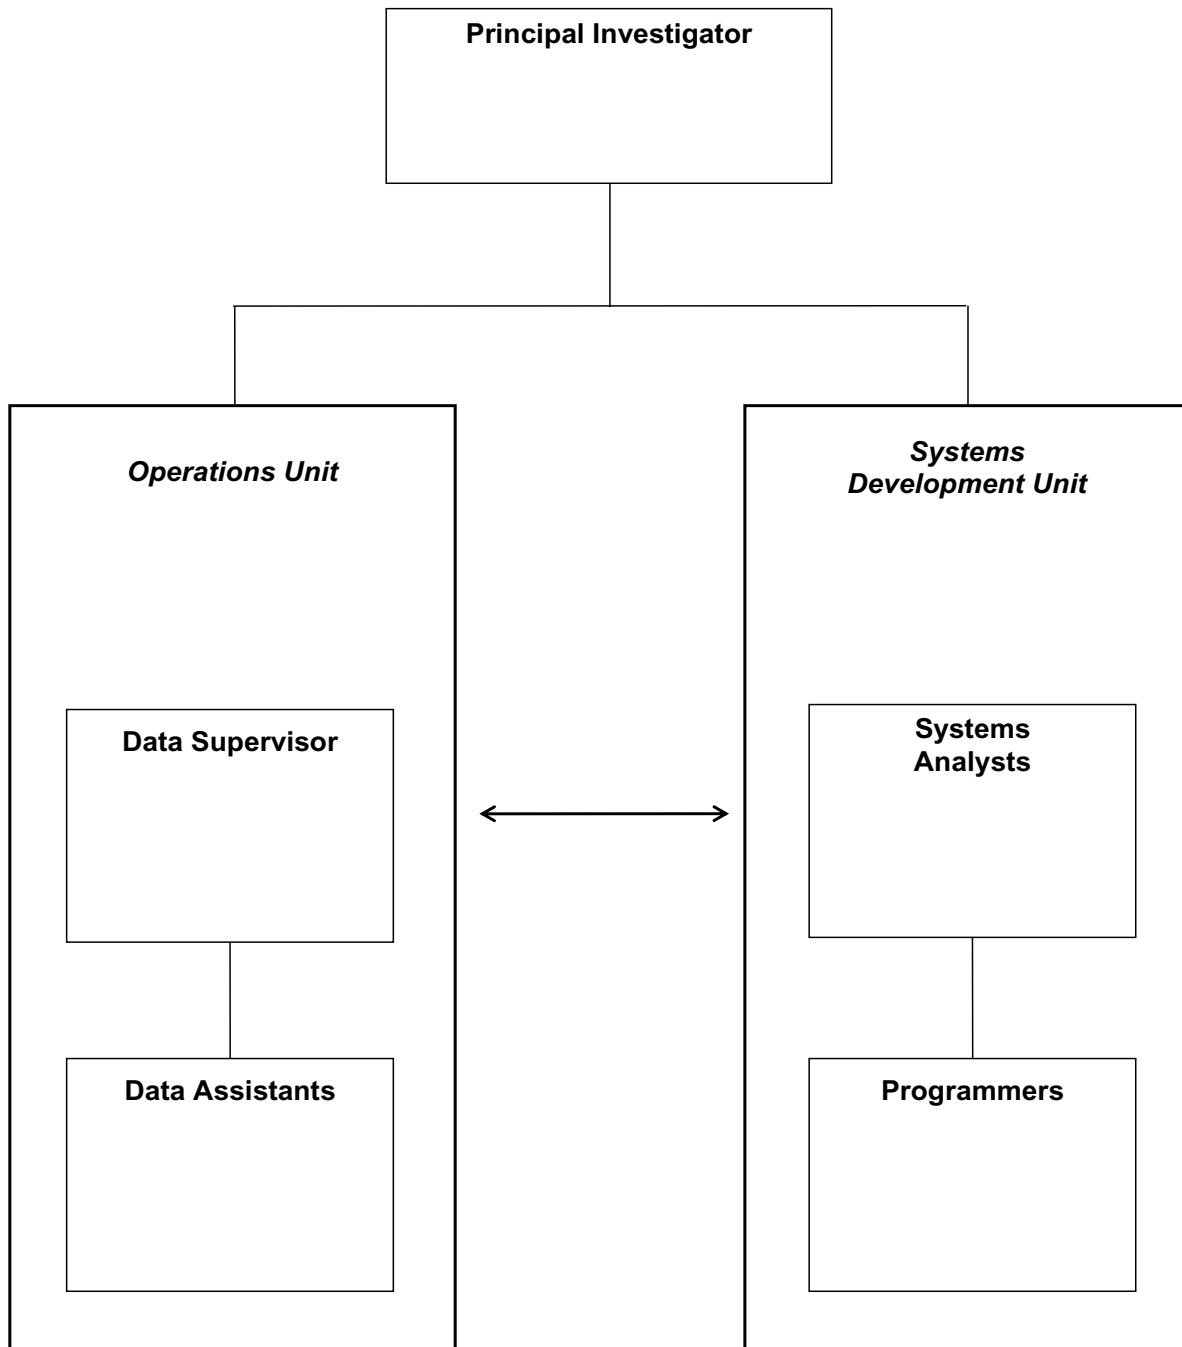 Principal Investigator
Operations Unit
Systems
Development Unit
Data Supervisor
Systems
Analysts
Data Assistants
Programmers